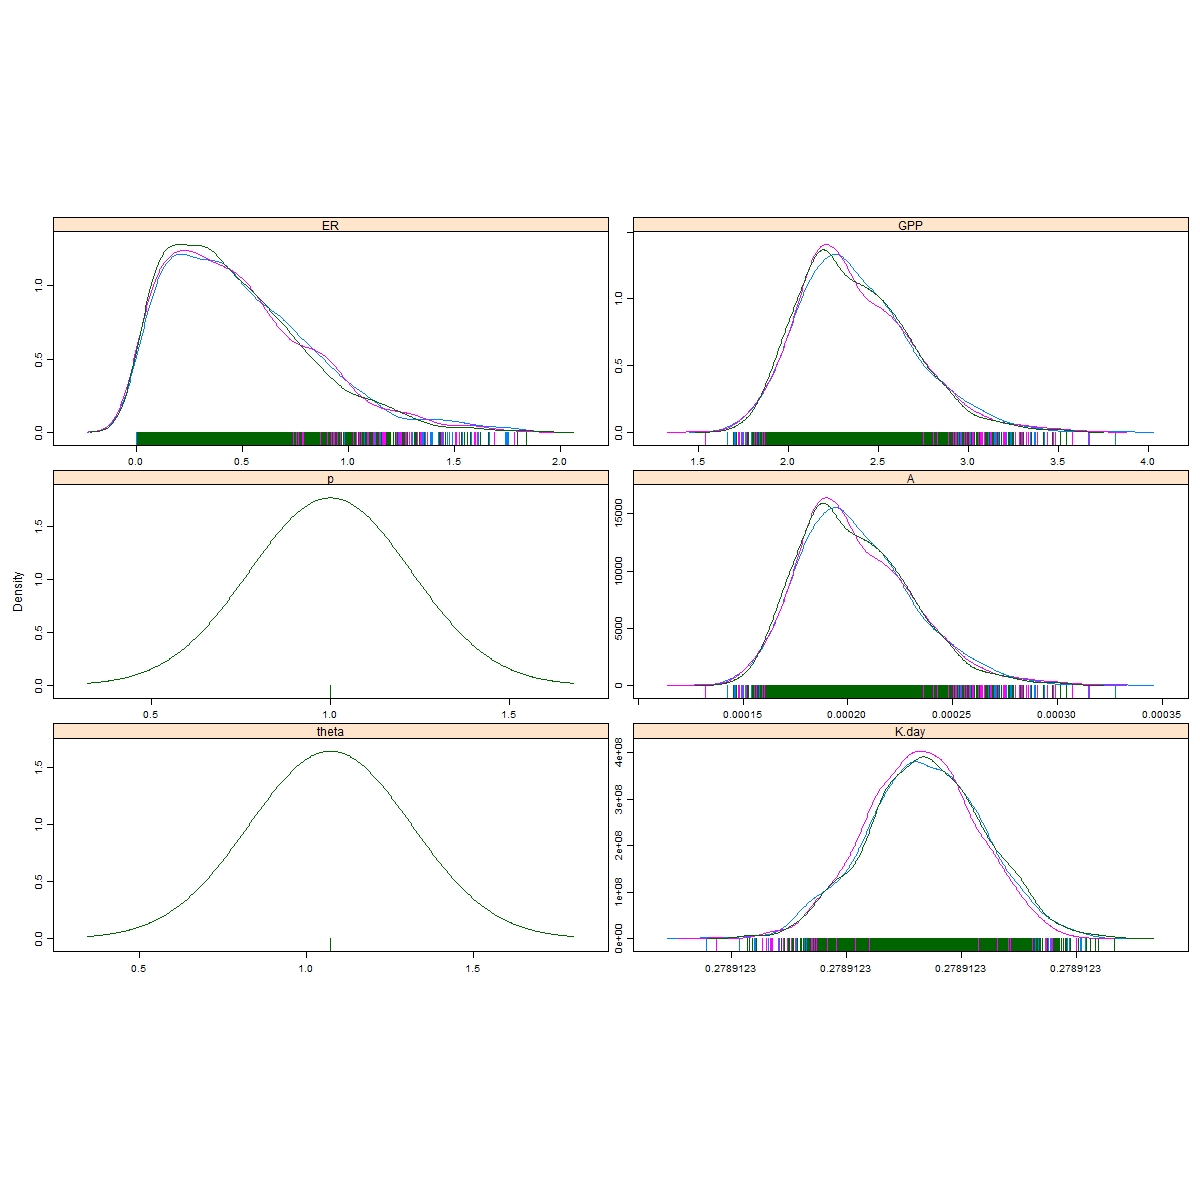 ER
GPP
0.0 0.5 1.0
0.0 0.5 1.0
0.0 0.5 1.0 1.5 2.0
1.5 2.0 2.5 3.0 3.5 4.0
p
A
0.0 0.5 1.0 1.5
0 5000 10000 15000
0.5 1.0 1.5
0.00015 0.00020 0.00025 0.00030 0.00035
Density
theta
K.day
0.0 0.5 1.0 1.5
0e+00 1e+08 2e+08 3e+08 4e+08
0.5 1.0 1.5
0.2789123 0.2789123 0.2789123 0.2789123